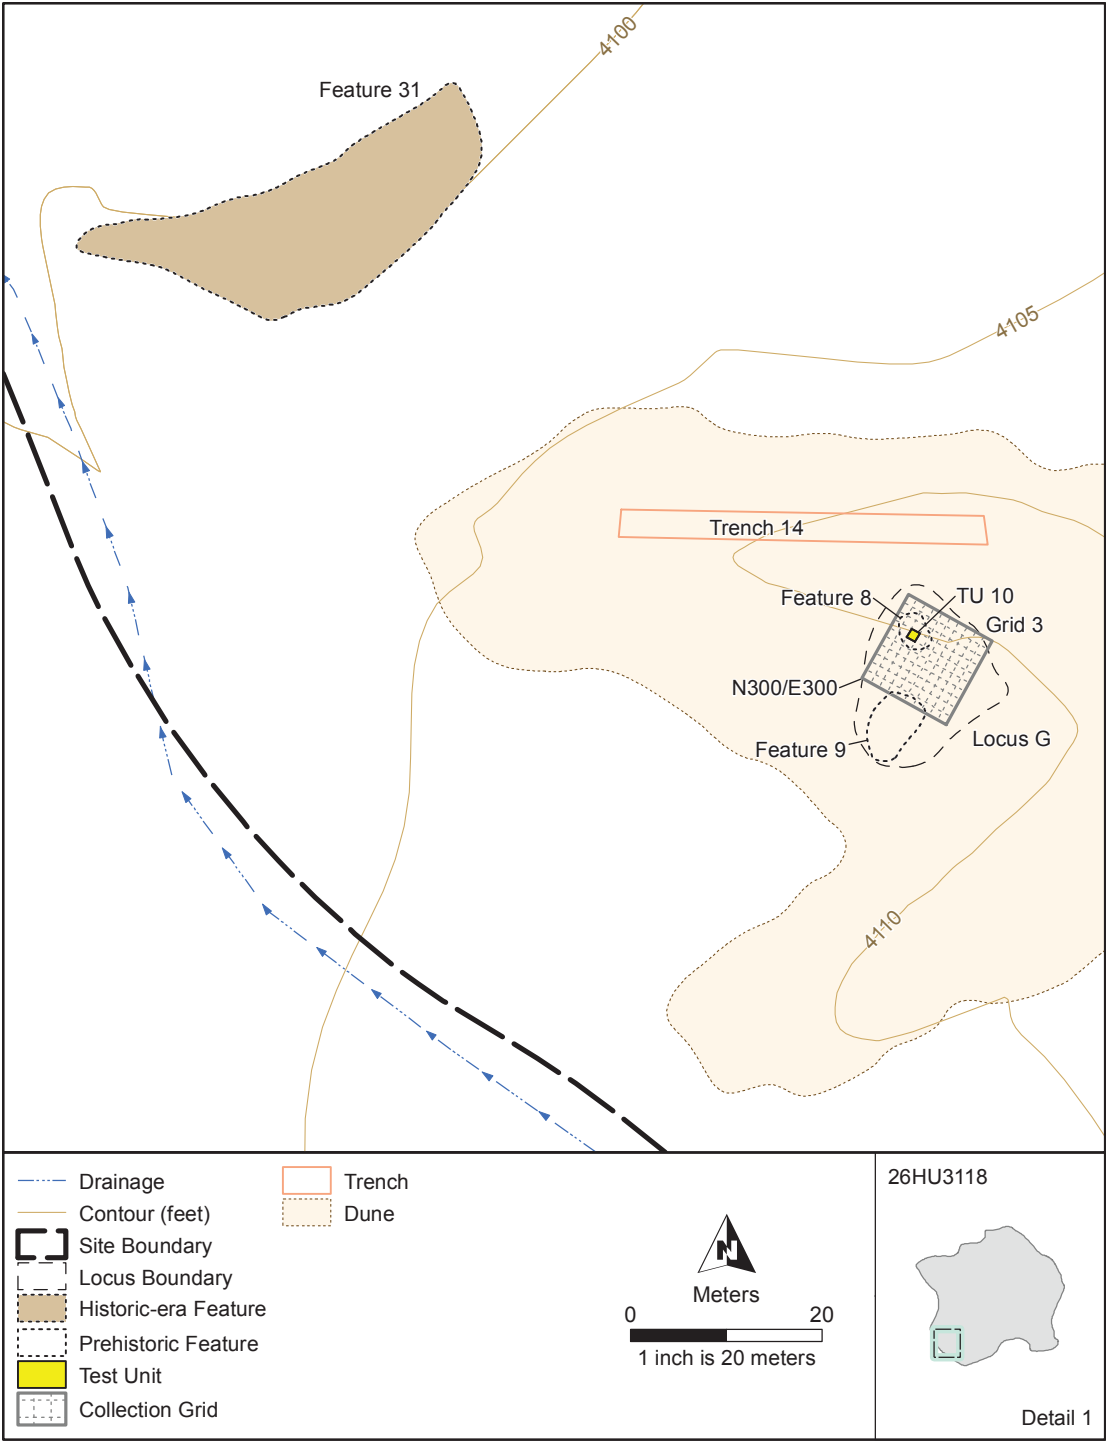 4100
Feature 31
4105
Trench 14
Feature 8
TU 10
Grid 3
N300/E300
Locus G
Feature 9
4110
Drainage
Contour (feet)
Site Boundary
Locus Boundary
Historic-era Feature
Prehistoric Feature
Test Unit
Collection Grid
Trench
Dune
N
Meters
0 20
1 inch is 20 meters
26HU3118
Detail 1